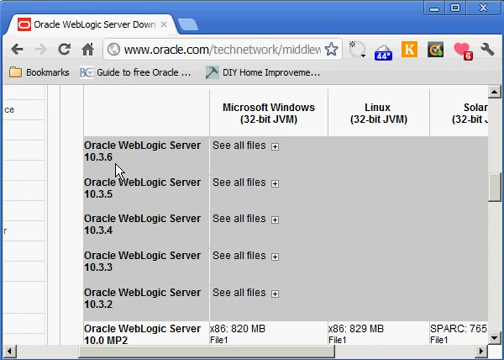 Oracle WebLogic Server Down
www.oracle.com/technetwork/middlew
44°
K
6
Bookmarks
Guide to free Oracle ...
DIY Home Improveme...
ce
r
Microsoft Windows
(32-bit JVM)
Linux
(32-bit JVM)
Solar
(32-bit J
Oracle WebLogic Server
10.3.6
See all files
Oracle WebLogic Server
10.3.5
See all files
Oracle WebLogic Server
10.3.4
See all files
Oracle WebLogic Server
10.3.3
See all files
Oracle WebLogic Server
10.3.2
See all files
Oracle WebLogic Server
10.0 MP2
x86: 820 MB
File1
x86: 829 MB
File1
SPARC: 765
File1